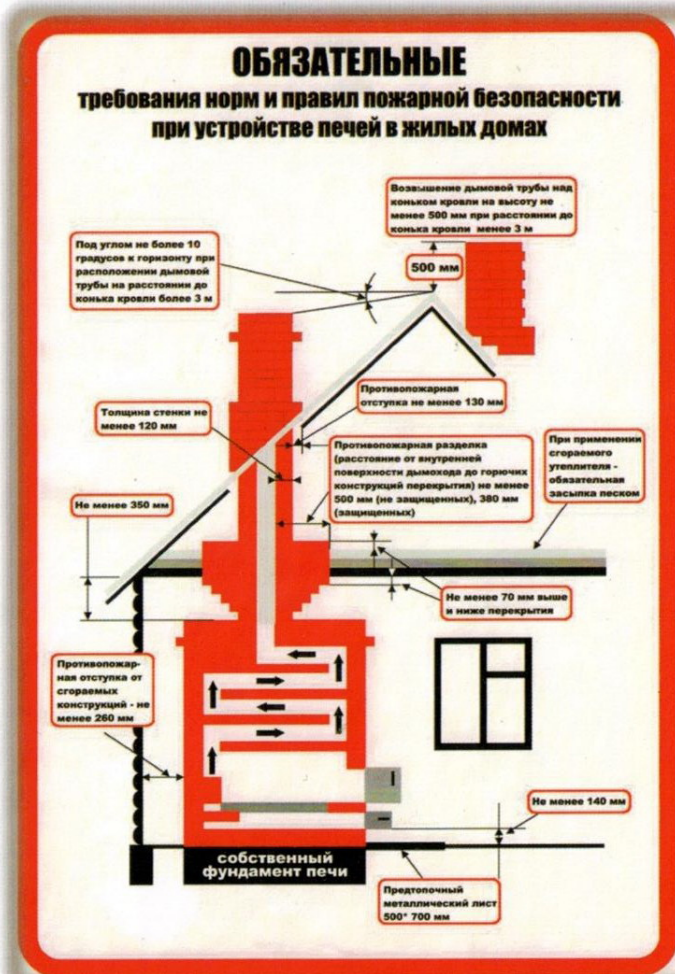 ОБЯЗАТЕЛЬНЫЕ
требования норм и правил пожарной безопасности
при устройстве печей в жилых домах
Возвышение дымовой трубы над
коньком кровли на высоту не
менее 500 мм при расстоянии до
конька кровли менее 3 м
Под углом не более 10
градусов к горизонту при
расположении дымовой
трубы на расстоянии до
конька кровли более 3 м
500 мм
Противопожарная
отступка не менее 130 мм
Толщина стенки не
менее 120 мм
Противопожарная разделка
(расстояние от внутренней
поверхности дымохода до горючих
конструкций перекрытия) не менее
500 мм (не защищенных), 380 мм
(защищенных)
При применении
сгораемого
утеплителя -
обязательная
засыпка песком
Не менее 350 мм
Не менее 70 мм выше
и ниже перекрытия
Противопожар-
ная отступка от
сгораемых
конструкций - не
менее 260 мм
Не менее 140 мм
собственный
фундамент печи
Предтопочный
металлический лист
500* 700 мм